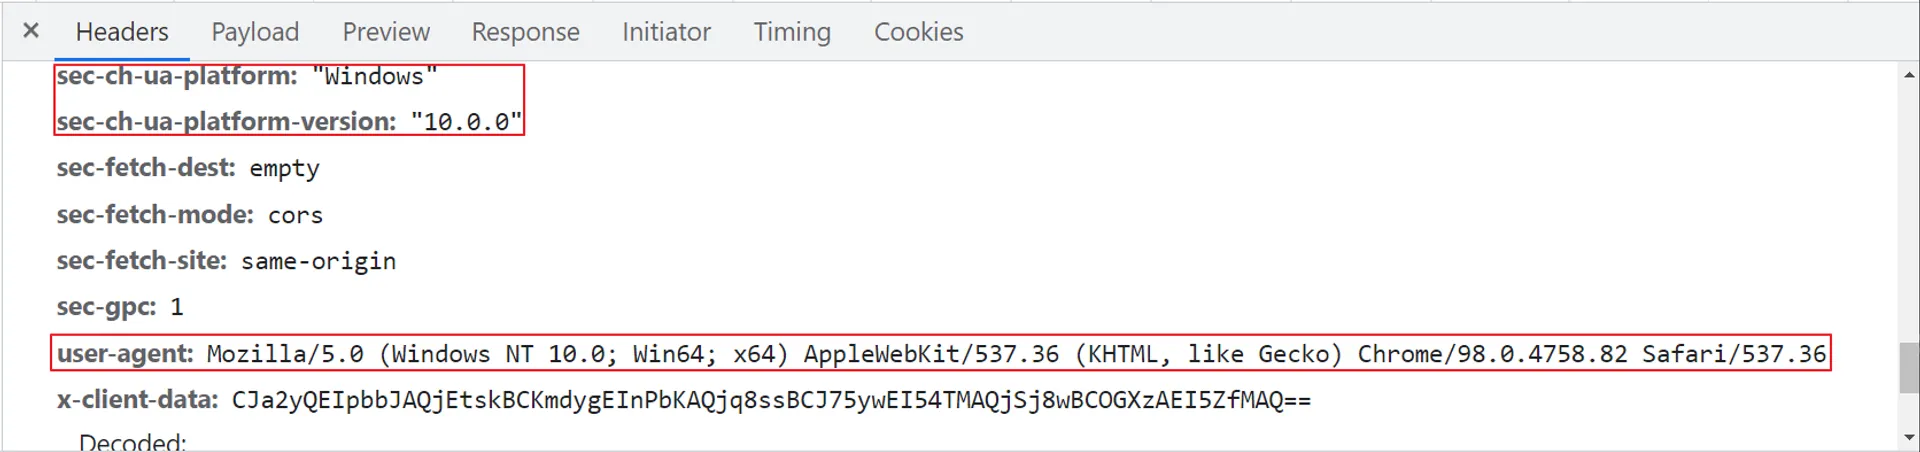 × Headers Payload Preview Response Initiator Timing Cookies
sec-ch-ua-platform: "Windows"
sec-ch-ua-platform-version: "10.0.0"
sec-fetch-dest: empty
sec-fetch-mode: cors
sec-fetch-site: same-origin
sec-gpc: 1
user-agent: Mozilla/5.0 (Windows NT 10.0; Win64; x64) AppleWebKit/537.36 (KHTML, like Gecko) Chrome/98.0.4758.82 Safari/537.36
x-client-data: CJa2yQEIpbbJAQjEtskBCKmdygEInPbKAQjq8ssBCJ75ywEI54TMAQjSj8wBCOGXzAEI5ZfMAQ==
Decoded: